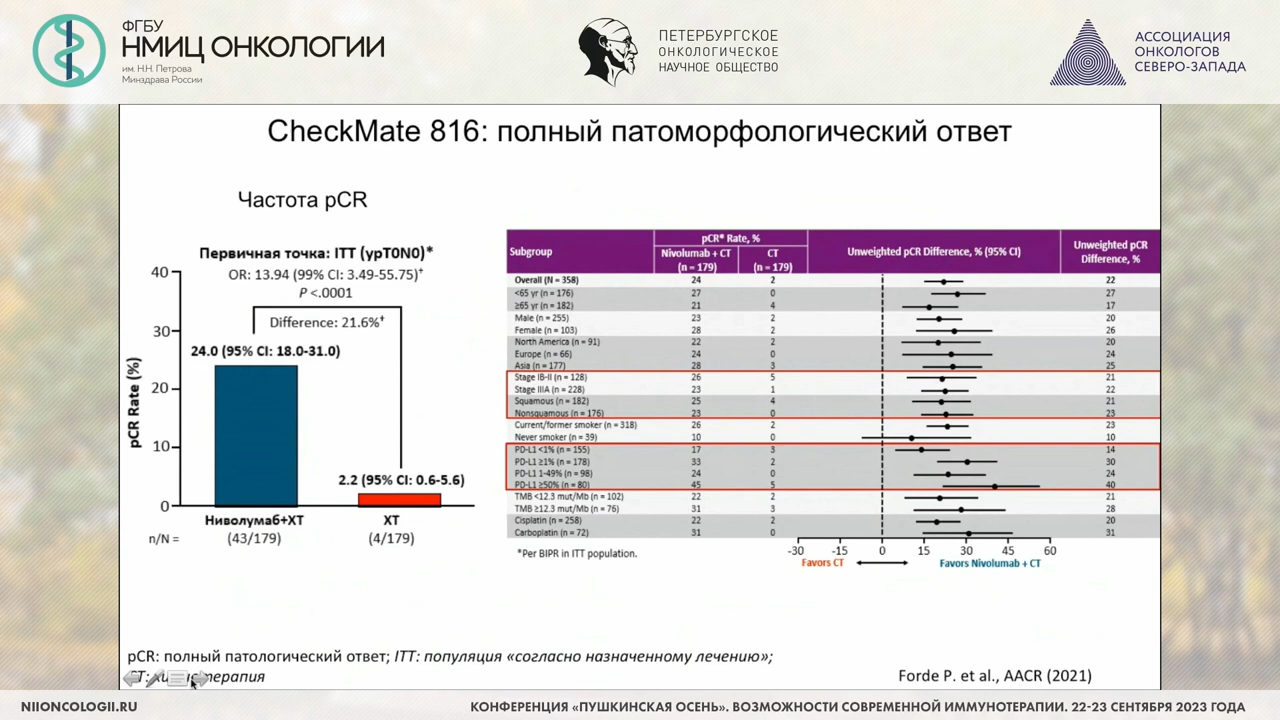 ФГБУ
НМИЦ ОНКОЛОГИИ
им. Н.Н. Петрова
Минздрава России
ПЕТЕРБУРГСКОЕ
ОНКОЛОГИЧЕСКОЕ
НАУЧНОЕ ОБЩЕСТВО
АССОЦИАЦИЯ
ОНКОЛОГОВ
СЕВЕРО-ЗАПАДА
CheckMate 816: полный патоморфологический ответ
Частота pCR
Первичная точка: ITT (ypT0N0)*
OR: 13.94 (99% CI: 3.49-55.75)†
P <.0001
Difference: 21.6%†
24.0 (95% CI: 18.0-31.0)
2.2 (95% CI: 0.6-5.6)
pCR Rate (%)
40
30
20
10
0
Ниволумаб+ХТ ХТ
n/N = (43/179) (4/179)
Subgroup pCR* Rate, % Unweighted pCR Difference, % (95% CI) Unweighted pCR Difference, %
Nivolumab + CT (n = 179) CT (n = 179)
Overall (N = 358) 24 2 22
<65 yr (n = 176) 27 0 27
≥65 yr (n = 182) 21 4 17
Male (n = 255) 23 2 20
Female (n = 103) 28 2 26
North America (n = 91) 22 2 20
Europe (n = 66) 24 0 24
Asia (n = 177) 28 3 25
Stage IB-II (n = 128) 26 5 21
Stage IIIA (n = 228) 23 1 22
Squamous (n = 182) 25 4 21
Nonsquamous (n = 176) 23 0 23
Current/former smoker (n = 318) 26 2 23
Never smoker (n = 39) 10 0 10
PD-L1 <1% (n = 155) 17 3 14
PD-L1 ≥1% (n = 178) 33 2 30
PD-L1 1-49% (n = 98) 24 0 24
PD-L1 ≥50% (n = 80) 45 5 40
TMB <12.3 mut/Mb (n = 102) 22 2 21
TMB ≥12.3 mut/Mb (n = 76) 31 3 28
Cisplatin (n = 258) 22 2 20
Carboplatin (n = 72) 31 0 31
-30 -15 0 15 30 45 60
*Per BIPR in ITT population.
Favors CT Favors Nivolumab + CT
pCR: полный патологический ответ; ITT: популяция «согласно назначенному лечению»;
Forde P. et al., AACR (2021)
NIIONCOLOGII.RU
КОНФЕРЕНЦИЯ «ПУШКИНСКАЯ ОСЕНЬ». ВОЗМОЖНОСТИ СОВРЕМЕННОЙ ИММУНОТЕРАПИИ. 22-23 СЕНТЯБРЯ 2023 ГОДА